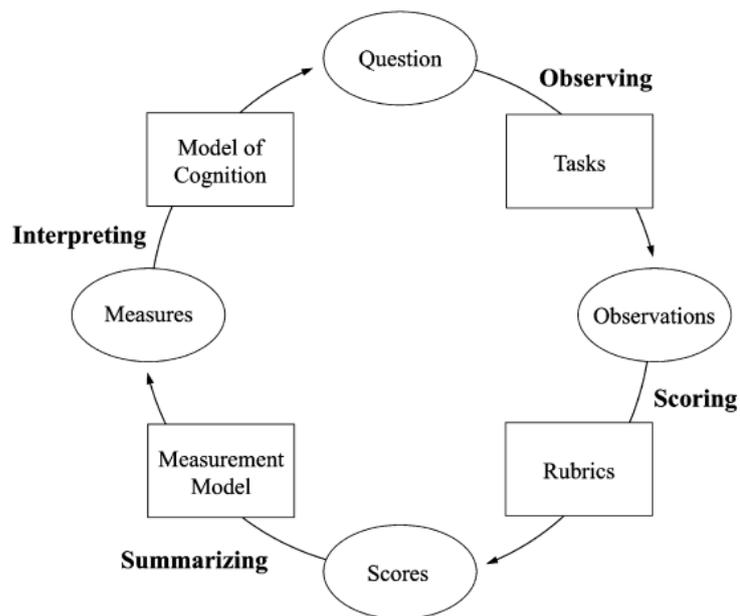 Question
Observing
Tasks
Observations
Scoring
Rubrics
Scores
Summarizing
Measurement
Model
Measures
Interpreting
Model of
Cognition